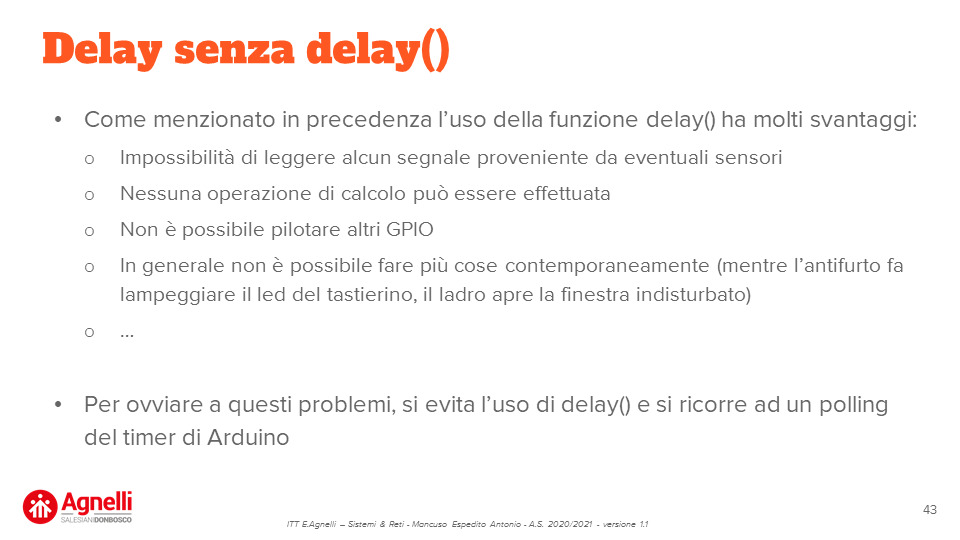 Delay senza delay()
• Come menzionato in precedenza l’uso della funzione delay() ha molti svantaggi:
o Impossibilità di leggere alcun segnale proveniente da eventuali sensori
o Nessuna operazione di calcolo può essere effettuata
o Non è possibile pilotare altri GPIO
o In generale non è possibile fare più cose contemporaneamente (mentre l’antifurto fa
lampeggiare il led del tastierino, il ladro apre la finestra indisturbato)
o ...
• Per ovviare a questi problemi, si evita l’uso di delay() e si ricorre ad un polling
del timer di Arduino
Agnelli
SALESIANIDONBOSCO
ITT E.Agnelli – Sistemi & Reti - Mancuso Espedito Antonio - A.S. 2020/2021 - versione 1.1
43